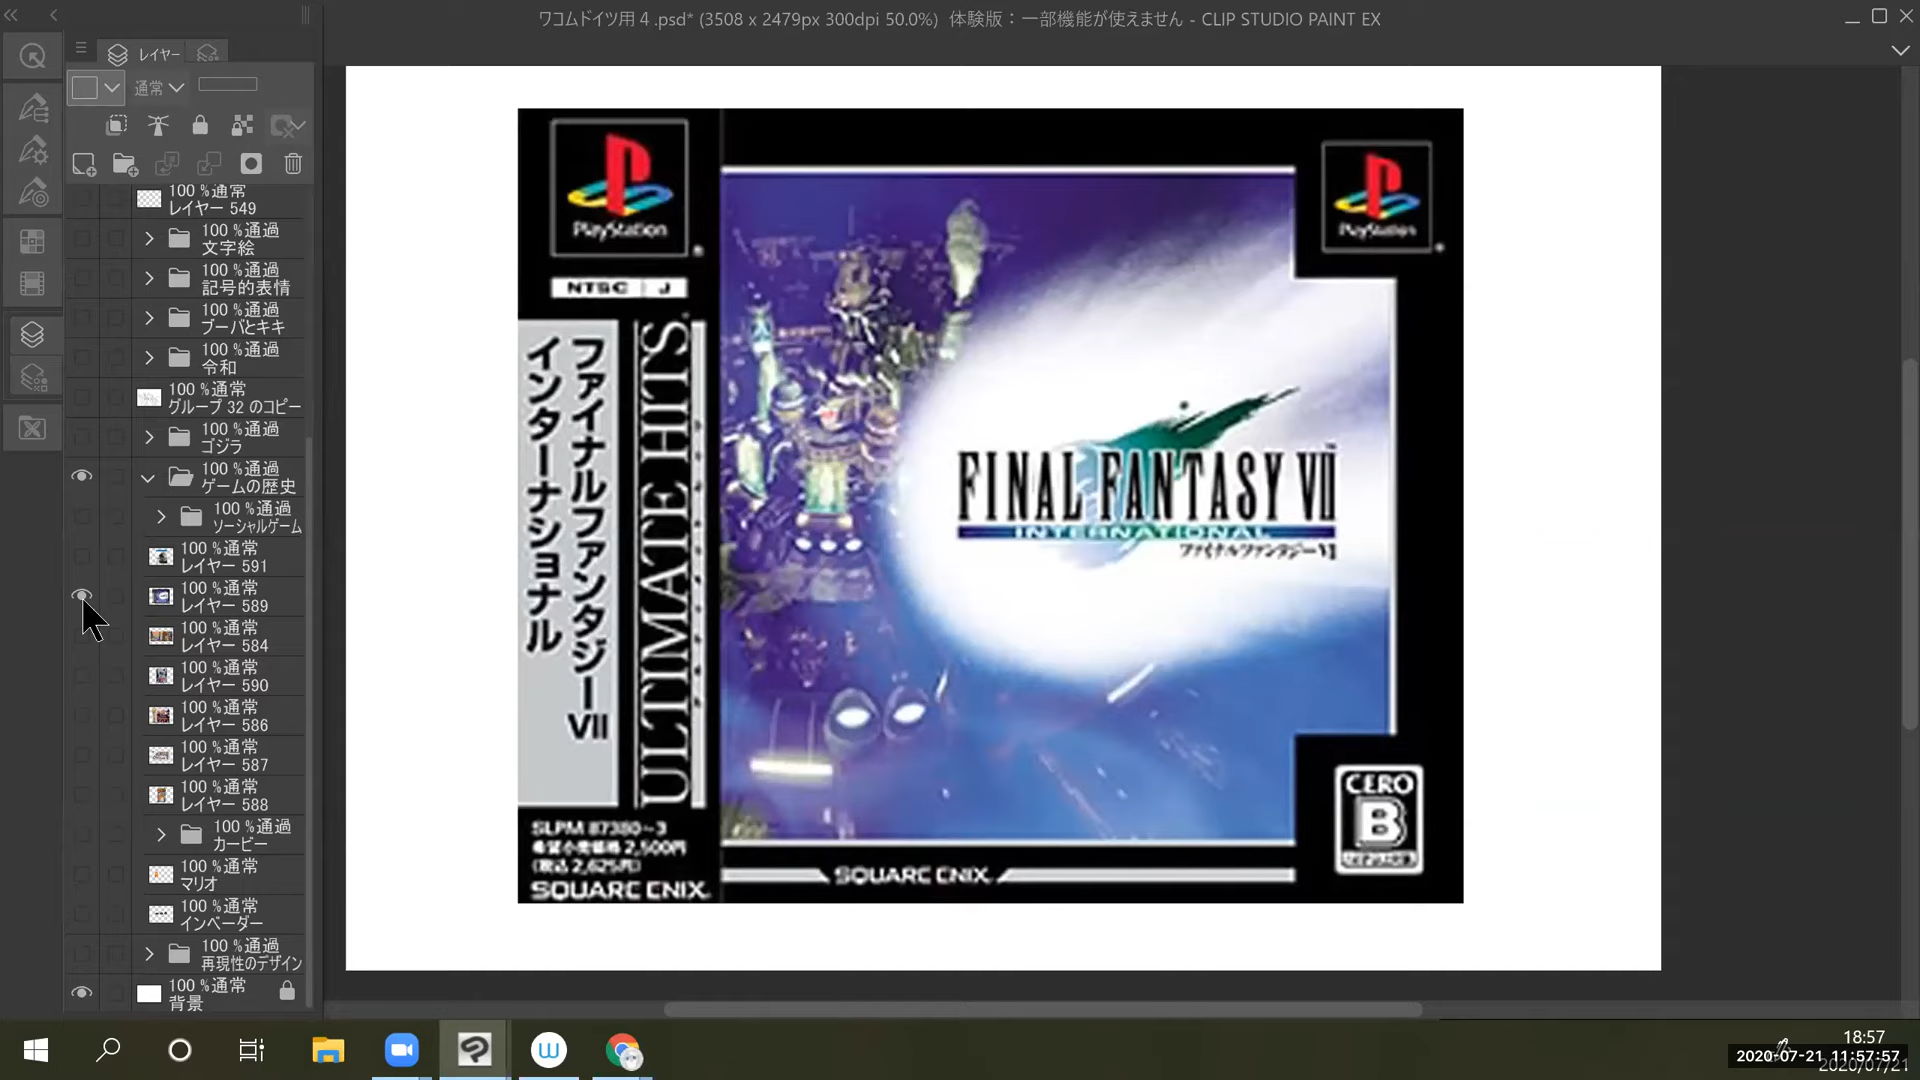 ワコムドイツ用４.psd* (3508 x 2479px 300dpi 50.0%)  体験版：一部機能が使えません - CLIP STUDIO PAINT EX
レイヤー
通常
100 %通常
レイヤー 549
100 %通過
文字絵
100 %通過
記号的表情
100 %通過
ブーバとキキ
100 %通過
令和
100 %通常
グループ 32 のコピー
100 %通過
ゴジラ
100 %通過
ゲームの歴史
100 %通過
ソーシャルゲーム
100 %通常
レイヤー 591
100 %通常
レイヤー 589
100 %通常
レイヤー 584
100 %通常
レイヤー 590
100 %通常
レイヤー 586
100 %通常
レイヤー 587
100 %通常
レイヤー 588
100 %通過
カービー
100 %通常
マリオ
100 %通常
インベーダー
100 %通過
再現性のデザイン
100 %通常
背景
PlayStation
NTSC J
ファイナルファンタジーVII
インターナショナル
ULTIMATE HITS
SLPM 87380~3
希望小売価格 2,500円
(税込 2,625円)
SQUARE ENIX
PlayStation
FINAL FANTASY VII
INTERNATIONAL
ファイナルファンタジーVII
SQUARE ENIX
CERO
B
18:57
2020-07-21 11:57:57
2020/07/21